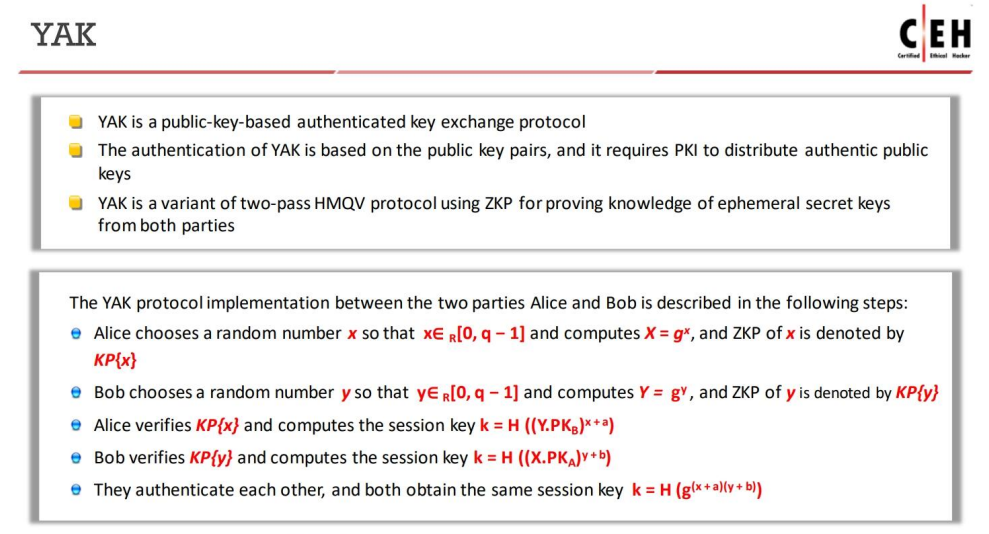 YAK
C|EH
Certified Ethical Hacker
YAK is a public-key-based authenticated key exchange protocol
The authentication of YAK is based on the public key pairs, and it requires PKI to distribute authentic public
keys
YAK is a variant of two-pass HMQV protocol using ZKP for proving knowledge of ephemeral secret keys
from both parties
The YAK protocol implementation between the two parties Alice and Bob is described in the following steps:
Alice chooses a random number x so that x∈ R[0, q – 1] and computes X = gˣ, and ZKP of x is denoted by
KP{x}
Bob chooses a random number y so that y∈ R[0, q – 1] and computes Y = gʸ, and ZKP of y is denoted by KP{y}
Alice verifies KP{x} and computes the session key k = H ((Y.PKB)ˣ⁺ᵃ)
Bob verifies KP{y} and computes the session key k = H ((X.PKA)ʸ⁺ᵇ)
They authenticate each other, and both obtain the same session key k = H (g⁽ˣ⁺ᵃ⁾⁽ʸ⁺ᵇ⁾)